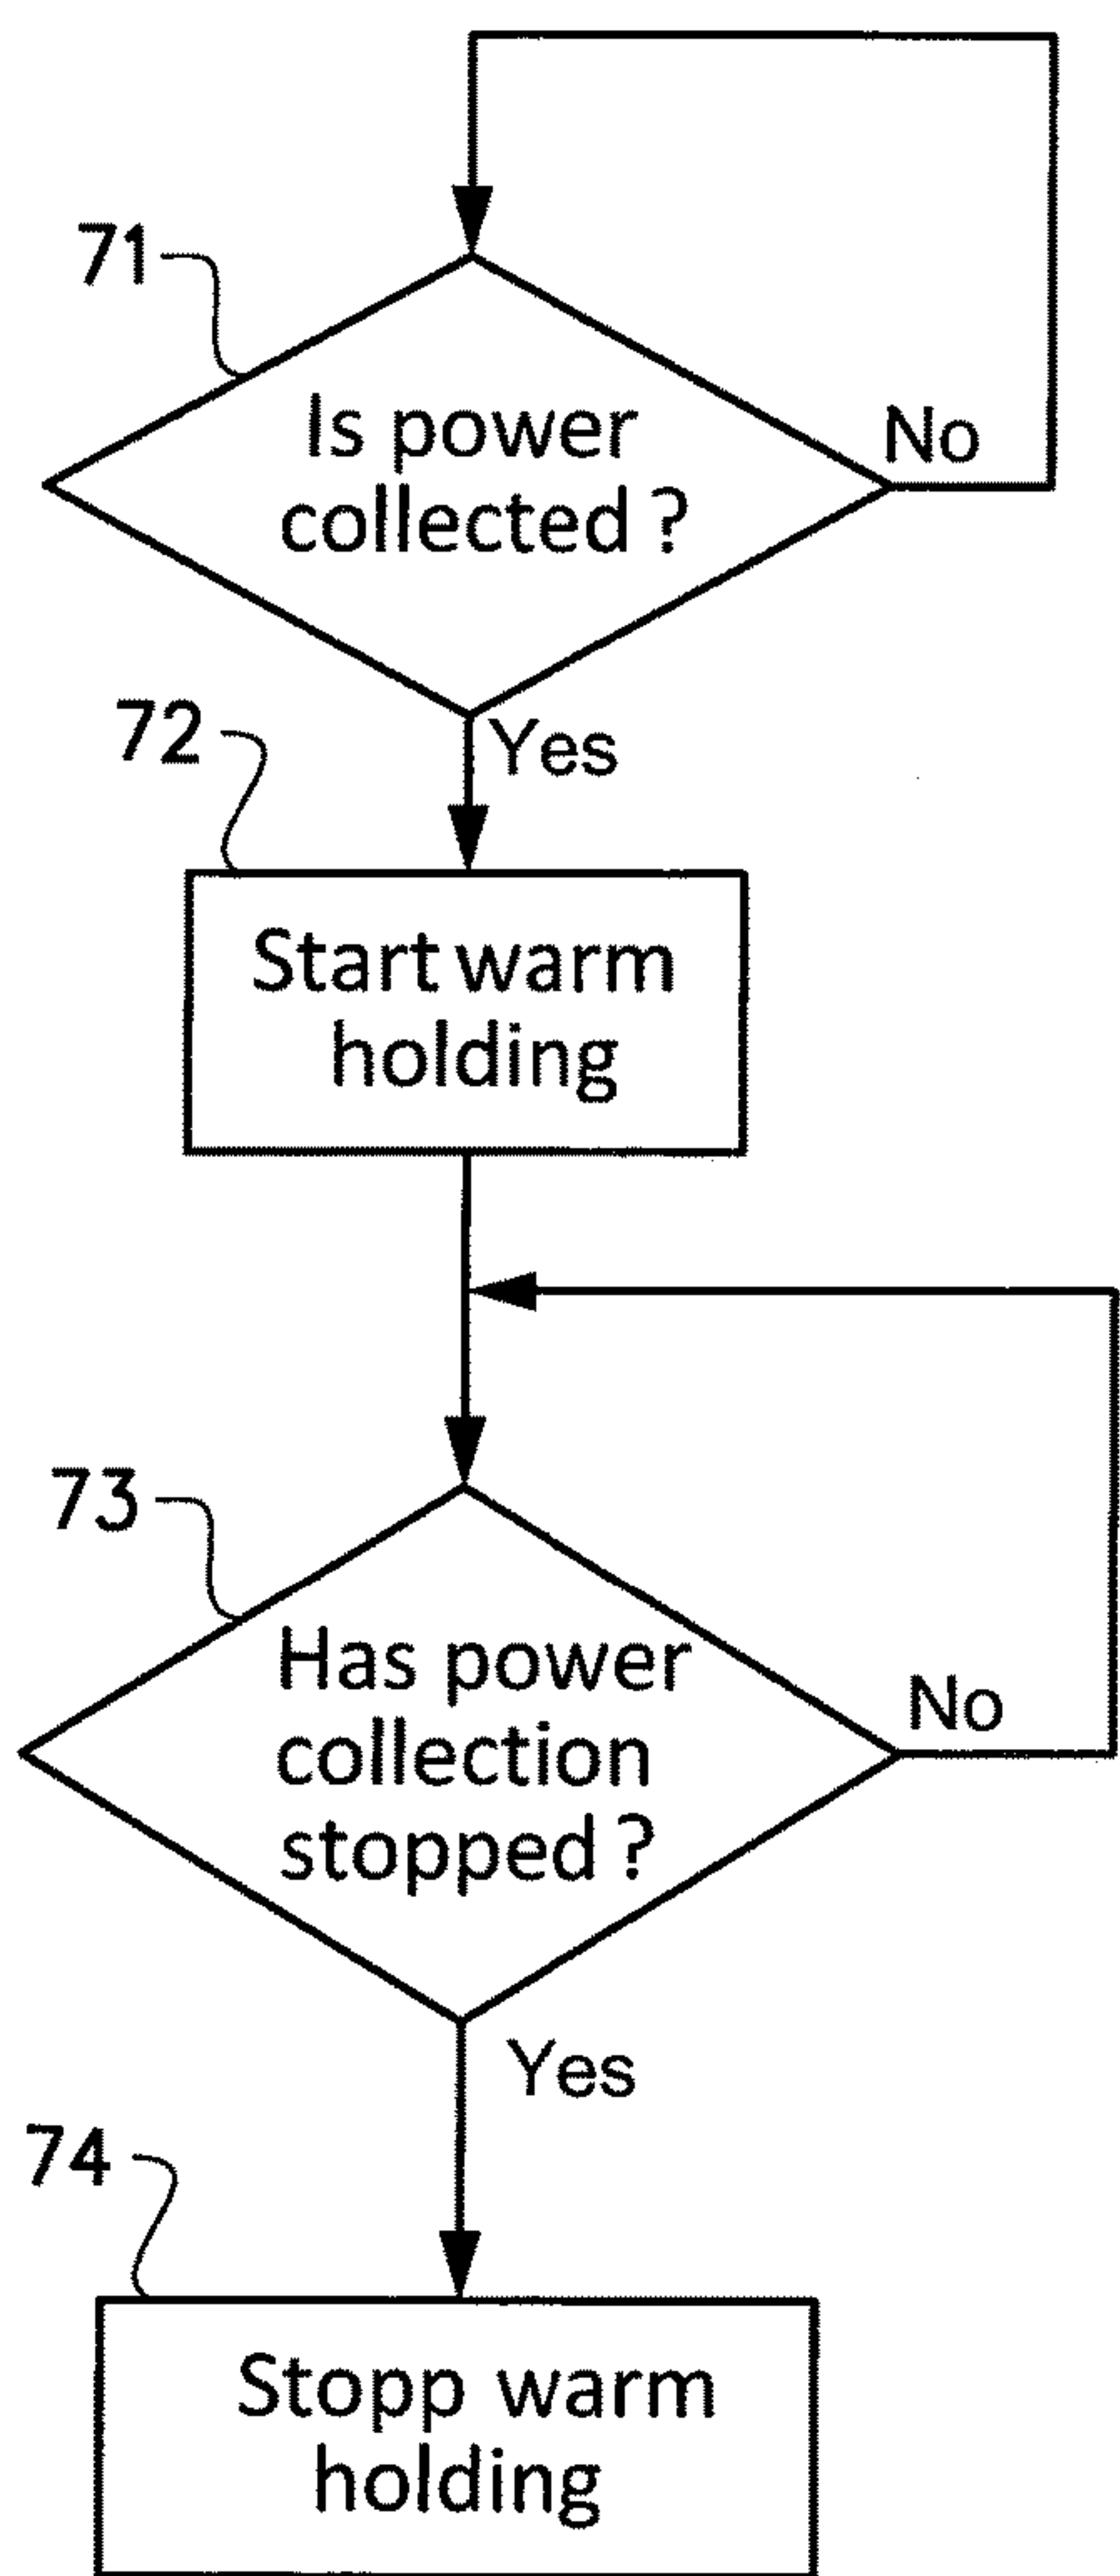 71
Is power
collected ?
No
Yes
72
Start warm
holding
73
Has power
collection
stopped ?
No
Yes
74
Stopp warm
holding